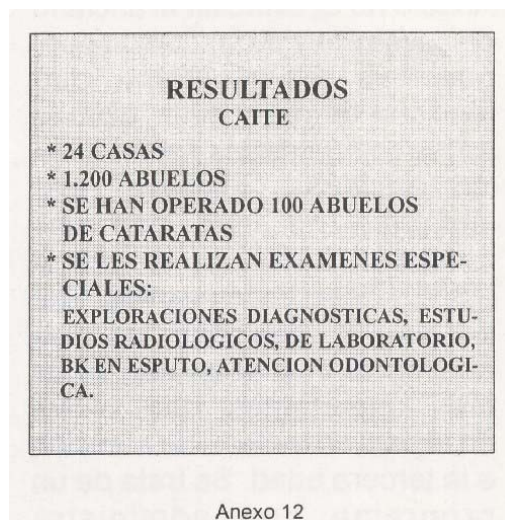 RESULTADOS
CAITE
* 24 CASAS
* 1.200 ABUELOS
* SE HAN OPERADO 100 ABUELOS
DE CATARATAS
* SE LES REALIZAN EXAMENES ESPE-
CIALES:
EXPLORACIONES DIAGNOSTICAS, ESTU-
DIOS RADIOLOGICOS, DE LABORATORIO,
BK EN ESPUTO, ATENCION ODONTOLOGI-
CA.
Anexo 12